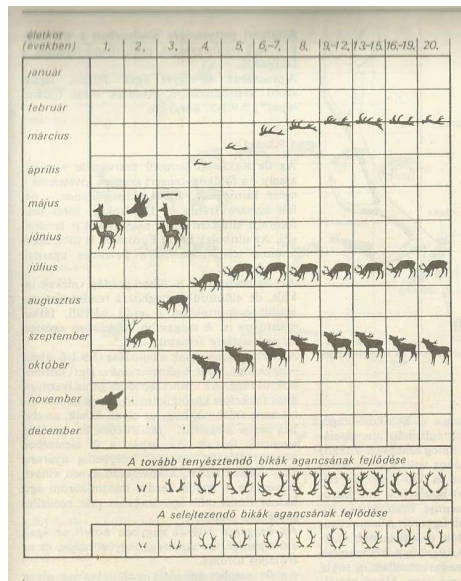 életkor
(években)
1. 2. 3. 4. 5. 6.-7. 8. 9.-12. 13.-15. 16.-19. 20.
január
február
március
április
május
június
július
augusztus
szeptember
október
november
december
A tovább tenyésztendő bikák agancsának fejlődése
A selejtezendő bikák agancsának fejlődése